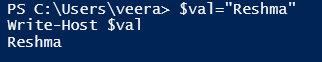 PS C:\Users\veera> $val="Reshma"
Write-Host $val
Reshma